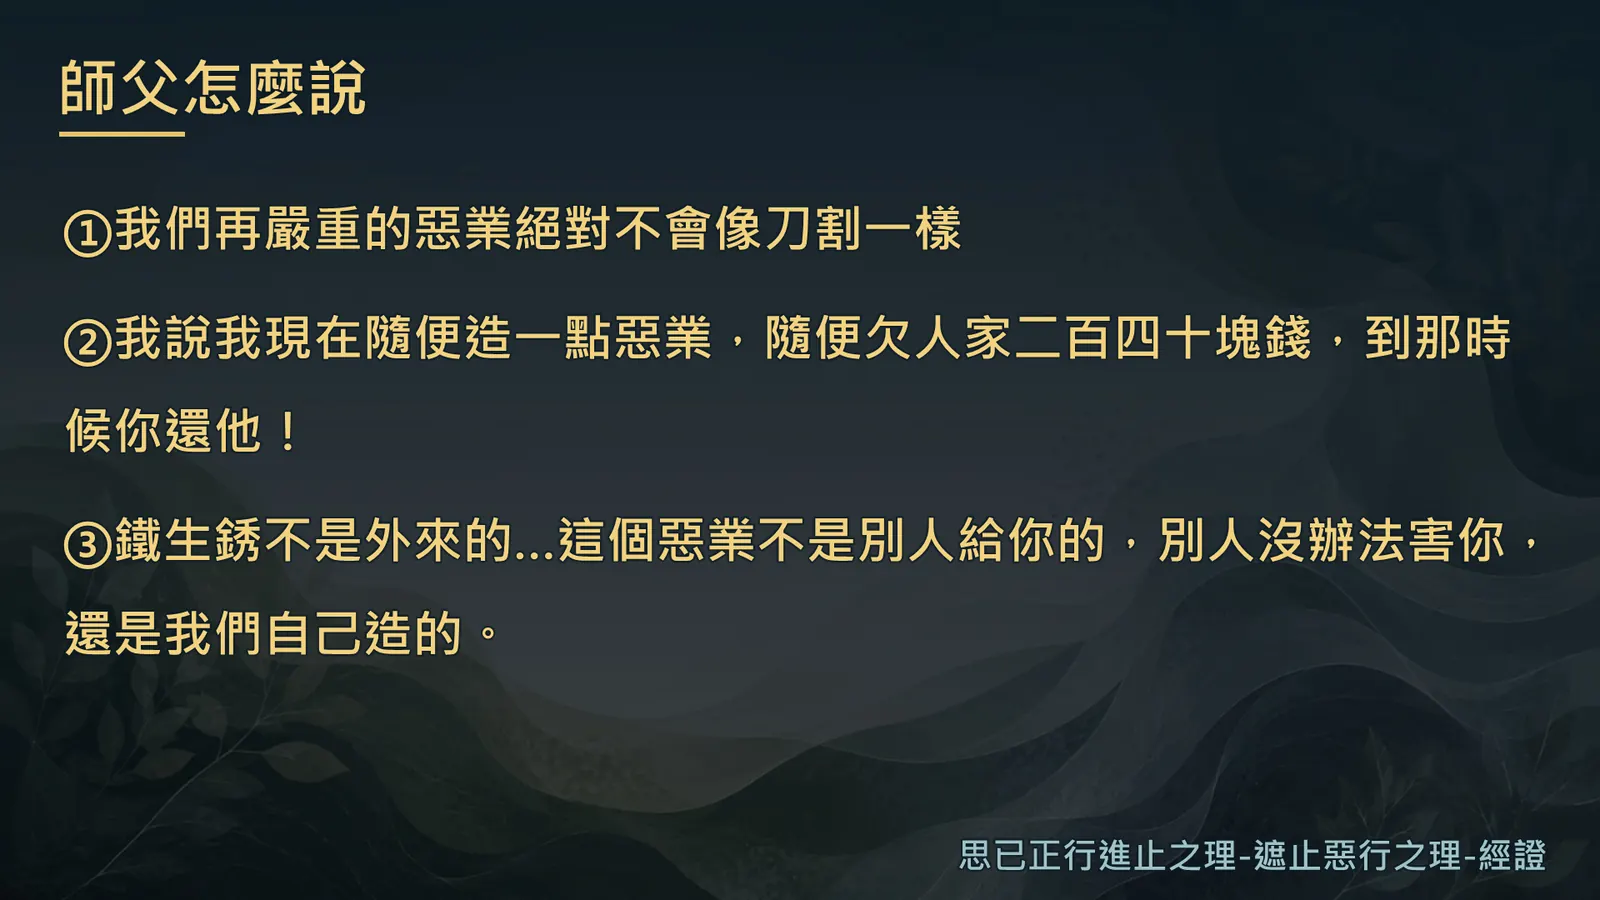 師父怎麼說
①我們再嚴重的惡業絕對不會像刀割一樣
②我說我現在隨便造一點惡業，隨便欠人家二百四十塊錢，到那時
候你還他！
③鐵生銹不是外來的...這個惡業不是別人給你的，別人沒辦法害你，
還是我們自己造的。
思已正行進止之理-遮止惡行之理-經證